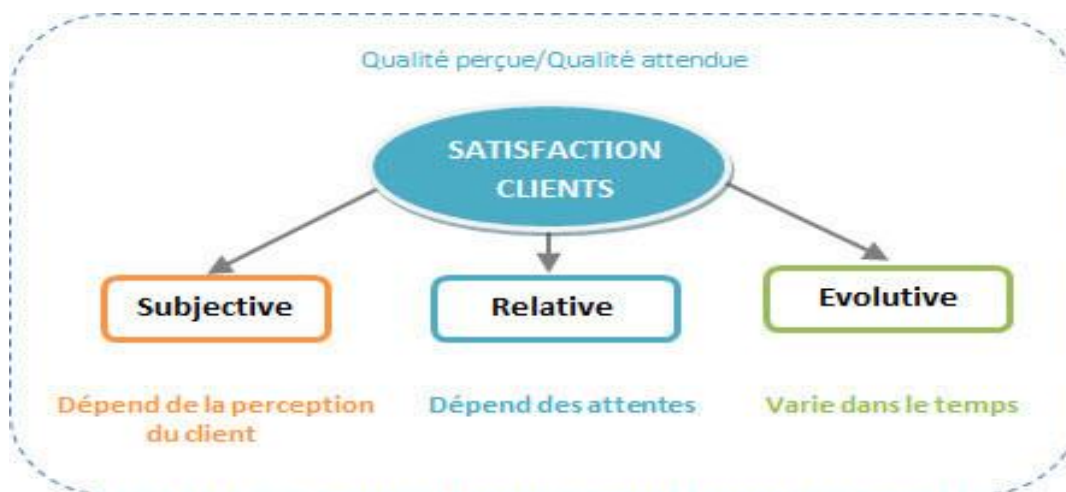 Qualité perçue/Qualité attendue
SATISFACTION
CLIENTS
Subjective
Relative
Evolutive
Dépend de la perception
du client
Dépend des attentes
Varie dans le temps